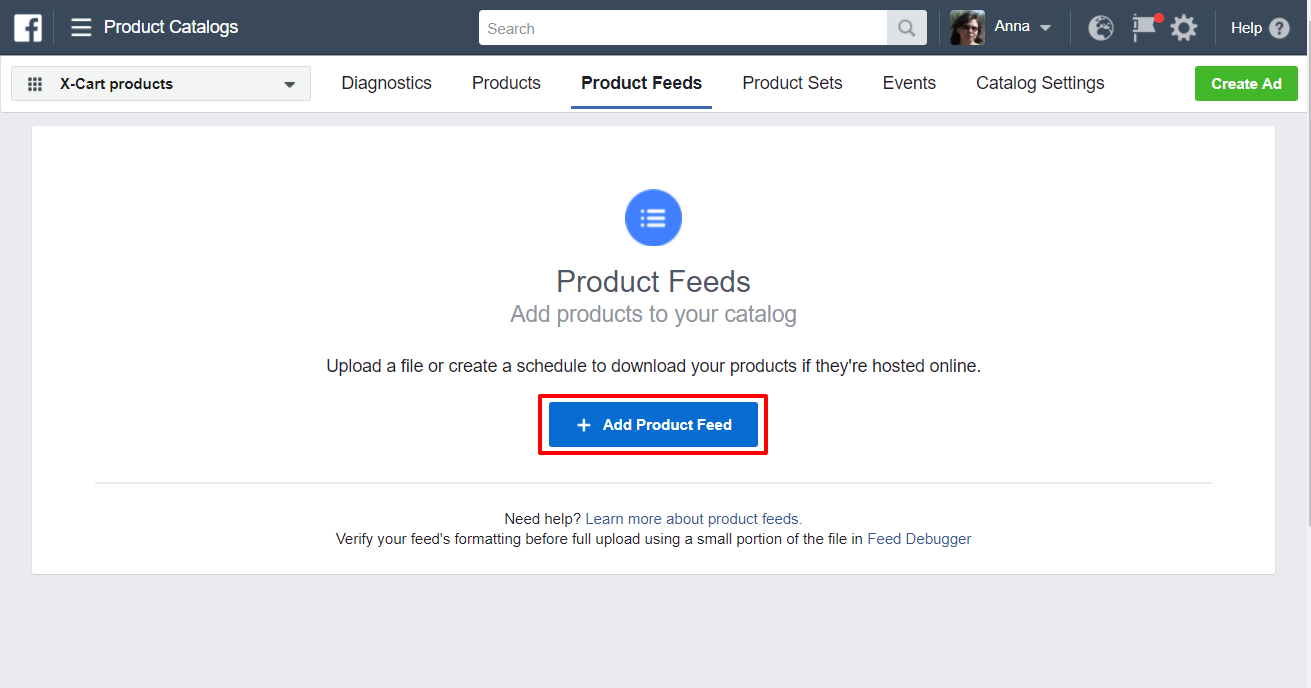 Product Catalogs
Search
Anna
Help
X-Cart products
Diagnostics
Products
Product Feeds
Product Sets
Events
Catalog Settings
Create Ad
Product Feeds
Add products to your catalog
Upload a file or create a schedule to download your products if they're hosted online.
+ Add Product Feed
Need help? Learn more about product feeds.
Verify your feed's formatting before full upload using a small portion of the file in Feed Debugger